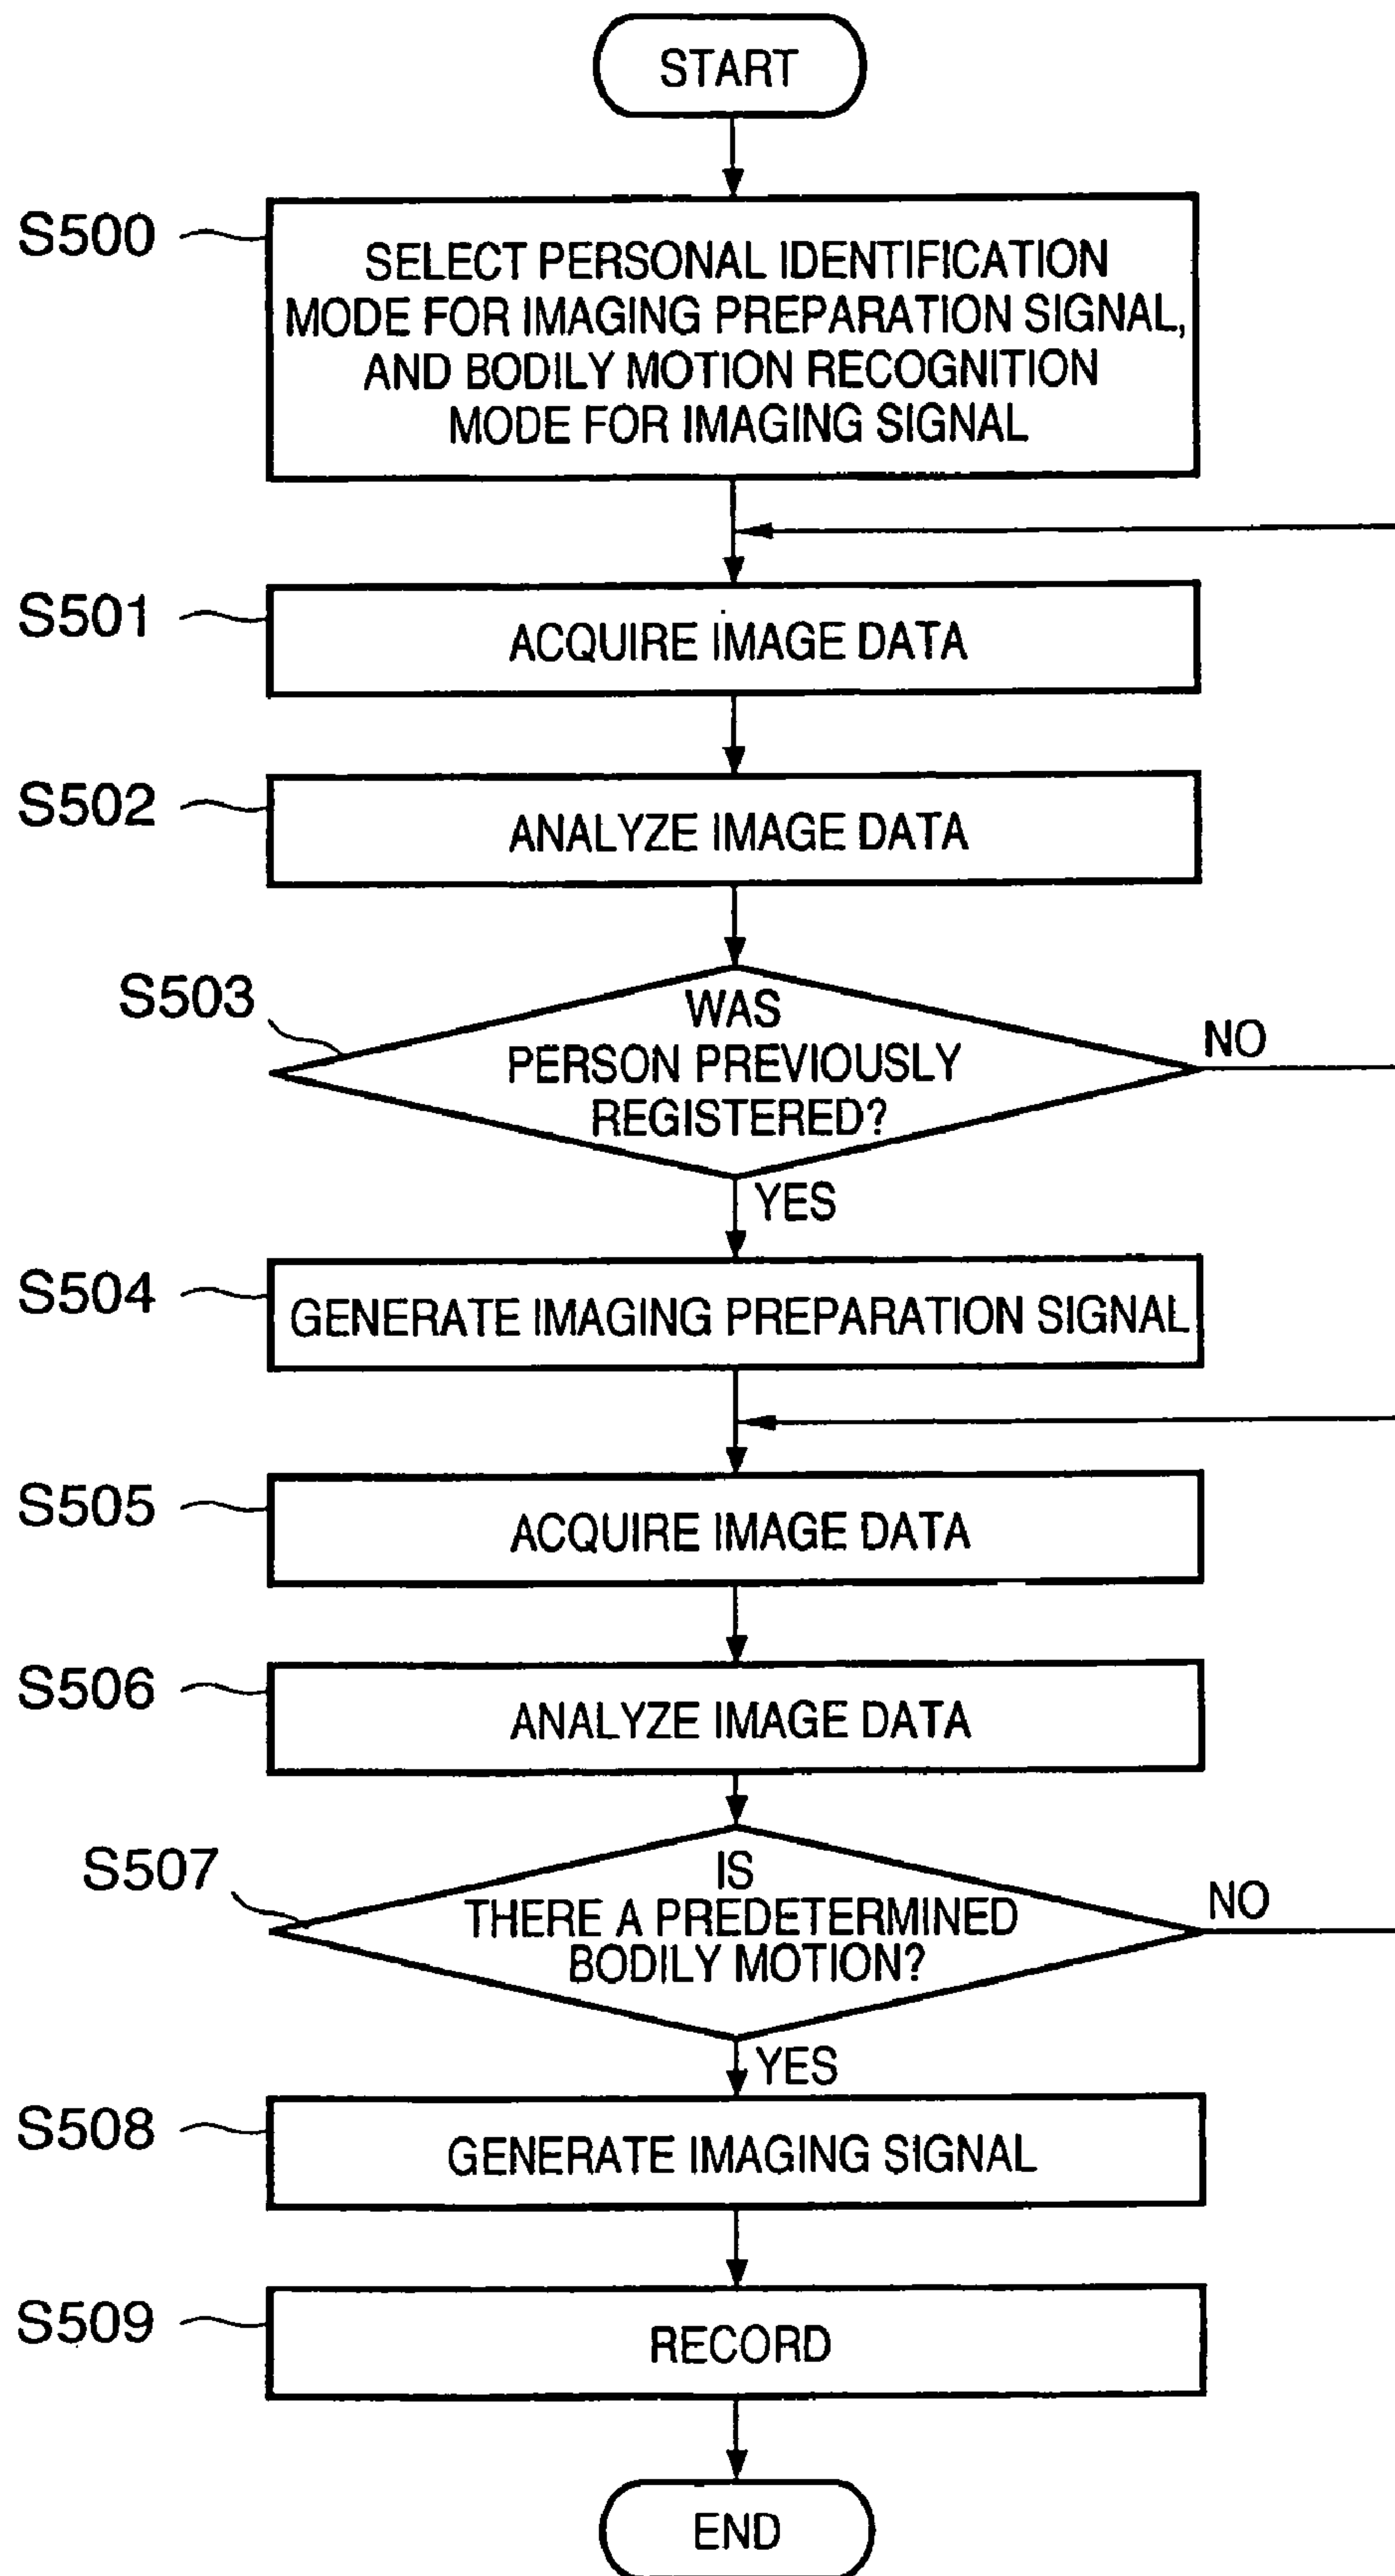 START
S500
SELECT PERSONAL IDENTIFICATION
MODE FOR IMAGING PREPARATION SIGNAL,
AND BODILY MOTION RECOGNITION
MODE FOR IMAGING SIGNAL
S501
ACQUIRE IMAGE DATA
S502
ANALYZE IMAGE DATA
S503
WAS
PERSON PREVIOUSLY
REGISTERED?
NO
YES
S504
GENERATE IMAGING PREPARATION SIGNAL
S505
ACQUIRE IMAGE DATA
S506
ANALYZE IMAGE DATA
S507
IS
THERE A PREDETERMINED
BODILY MOTION?
NO
YES
S508
GENERATE IMAGING SIGNAL
S509
RECORD
END